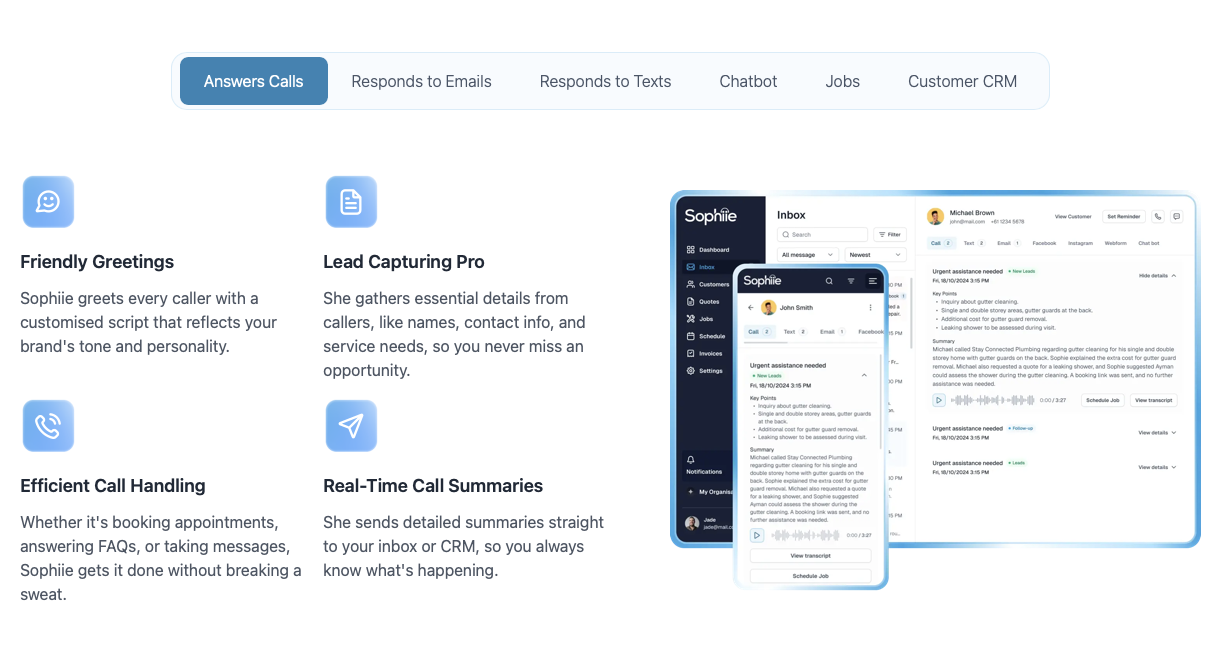 Answers Calls
Responds to Emails
Responds to Texts
Chatbot
Jobs
Customer CRM
Friendly Greetings
Sophiie greets every caller with a
customised script that reflects your
brand's tone and personality.
Lead Capturing Pro
She gathers essential details from
callers, like names, contact info, and
service needs, so you never miss an
opportunity.
Efficient Call Handling
Whether it's booking appointments,
answering FAQs, or taking messages,
Sophiie gets it done without breaking a
sweat.
Real-Time Call Summaries
She sends detailed summaries straight
to your inbox or CRM, so you always
know what's happening.
Sophiie
Dashboard
Inbox
Customers
Quotes
Jobs
Schedule
Invoices
Settings
Notifications
My Organisa
Jade
jade@mail.co
Inbox
Search
Filter
All message
Newest
Michael Brown
john@mail.com +61 1234 5678
View Customer
Set Reminder
Call 2
Text 2
Email 1
Facebook
Instagram
Webform
Chat bot
Urgent assistance needed New Leads
Fri, 18/10/2024 3:15 PM
Hide details
Key Points
• Inquiry about gutter cleaning.
• Single and double storey areas, gutter guards at the back.
• Additional cost for gutter guard removal.
• Leaking shower to be assessed during visit.
Summary
Michael called Stay Connected Plumbing regarding gutter cleaning for his single and double
storey home with gutter guards on the back. Sophie explained the extra cost for gutter guard
removal. Michael also requested a quote for a leaking shower, and Sophie suggested Ayman
could assess the shower during the gutter cleaning. A booking link was sent, and no further
assistance was needed.
0:00 / 3:27
Schedule Job
View transcript
Urgent assistance needed Follow-up
Fri, 18/10/2024 3:15 PM
View details
Urgent assistance needed Leads
Fri, 18/10/2024 3:15 PM
View details
Sophiie
John Smith
Call 2
Text 2
Email 1
Facebook
Urgent assistance needed
New Leads
Fri, 18/10/2024 3:15 PM
Key Points
• Inquiry about gutter cleaning.
• Single and double storey areas, gutter guards
at the back.
• Additional cost for gutter guard removal.
• Leaking shower to be assessed during visit.
Summary
Michael called Stay Connected Plumbing
regarding gutter cleaning for his single and
double storey home with gutter guards on the
back. Sophie explained the extra cost for gutter
guard removal. Michael also requested a quote
for a leaking shower, and Sophie suggested
Ayman could assess the shower during the gutter
cleaning. A booking link was sent, and no
further assistance was needed.
0:00 / 3:27
View transcript
Schedule Job